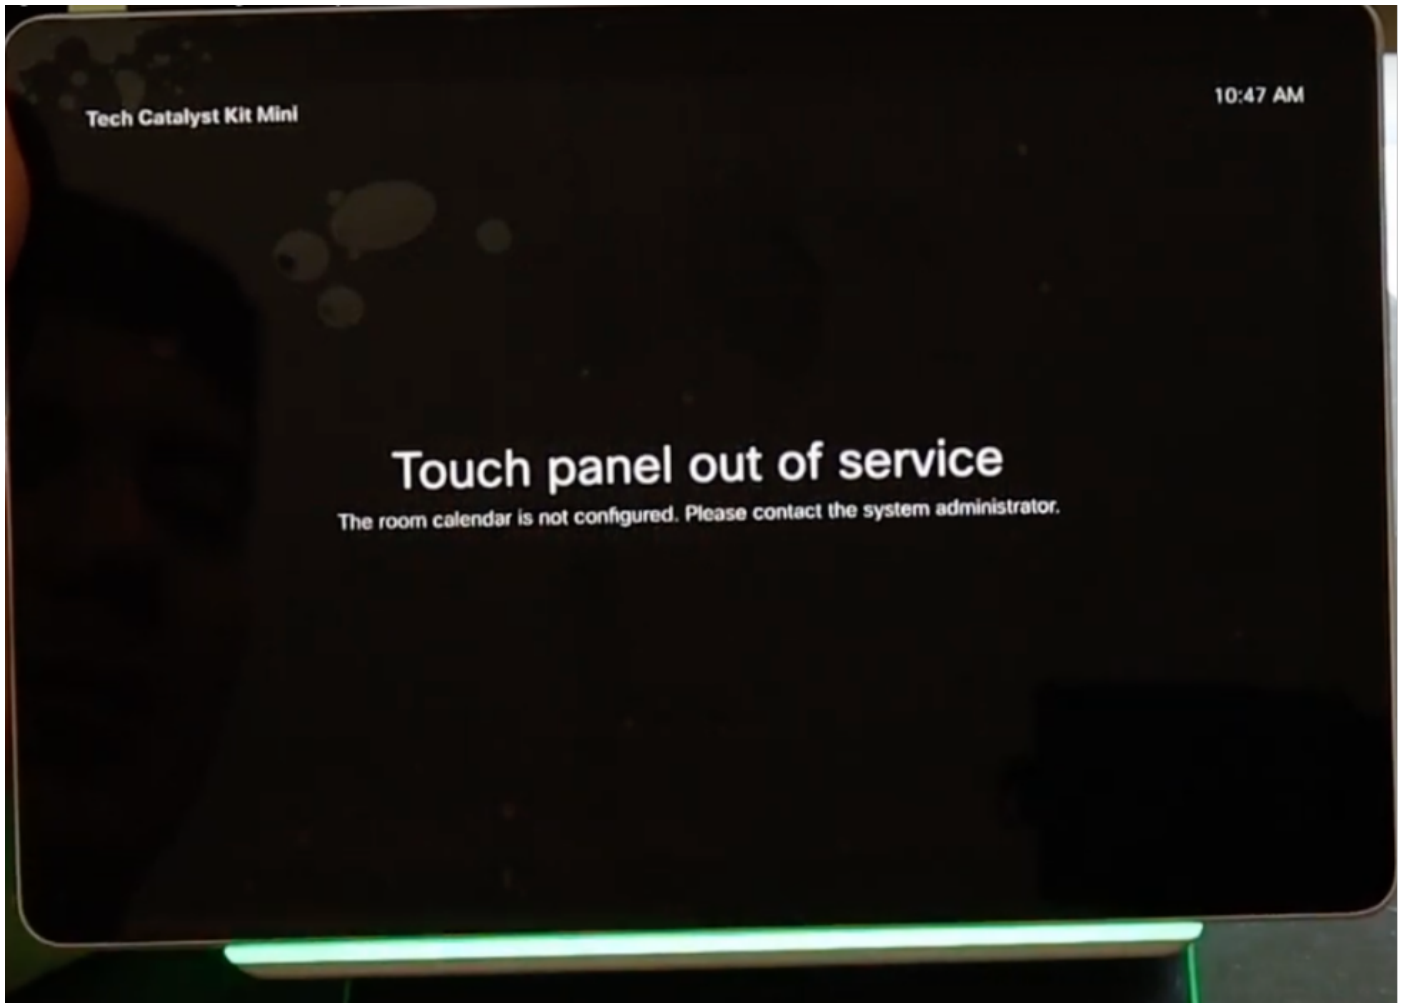 Tech Catalyst Kit Mini
10:47 AM
Touch panel out of service
The room calendar is not configured. Please contact the system administrator.